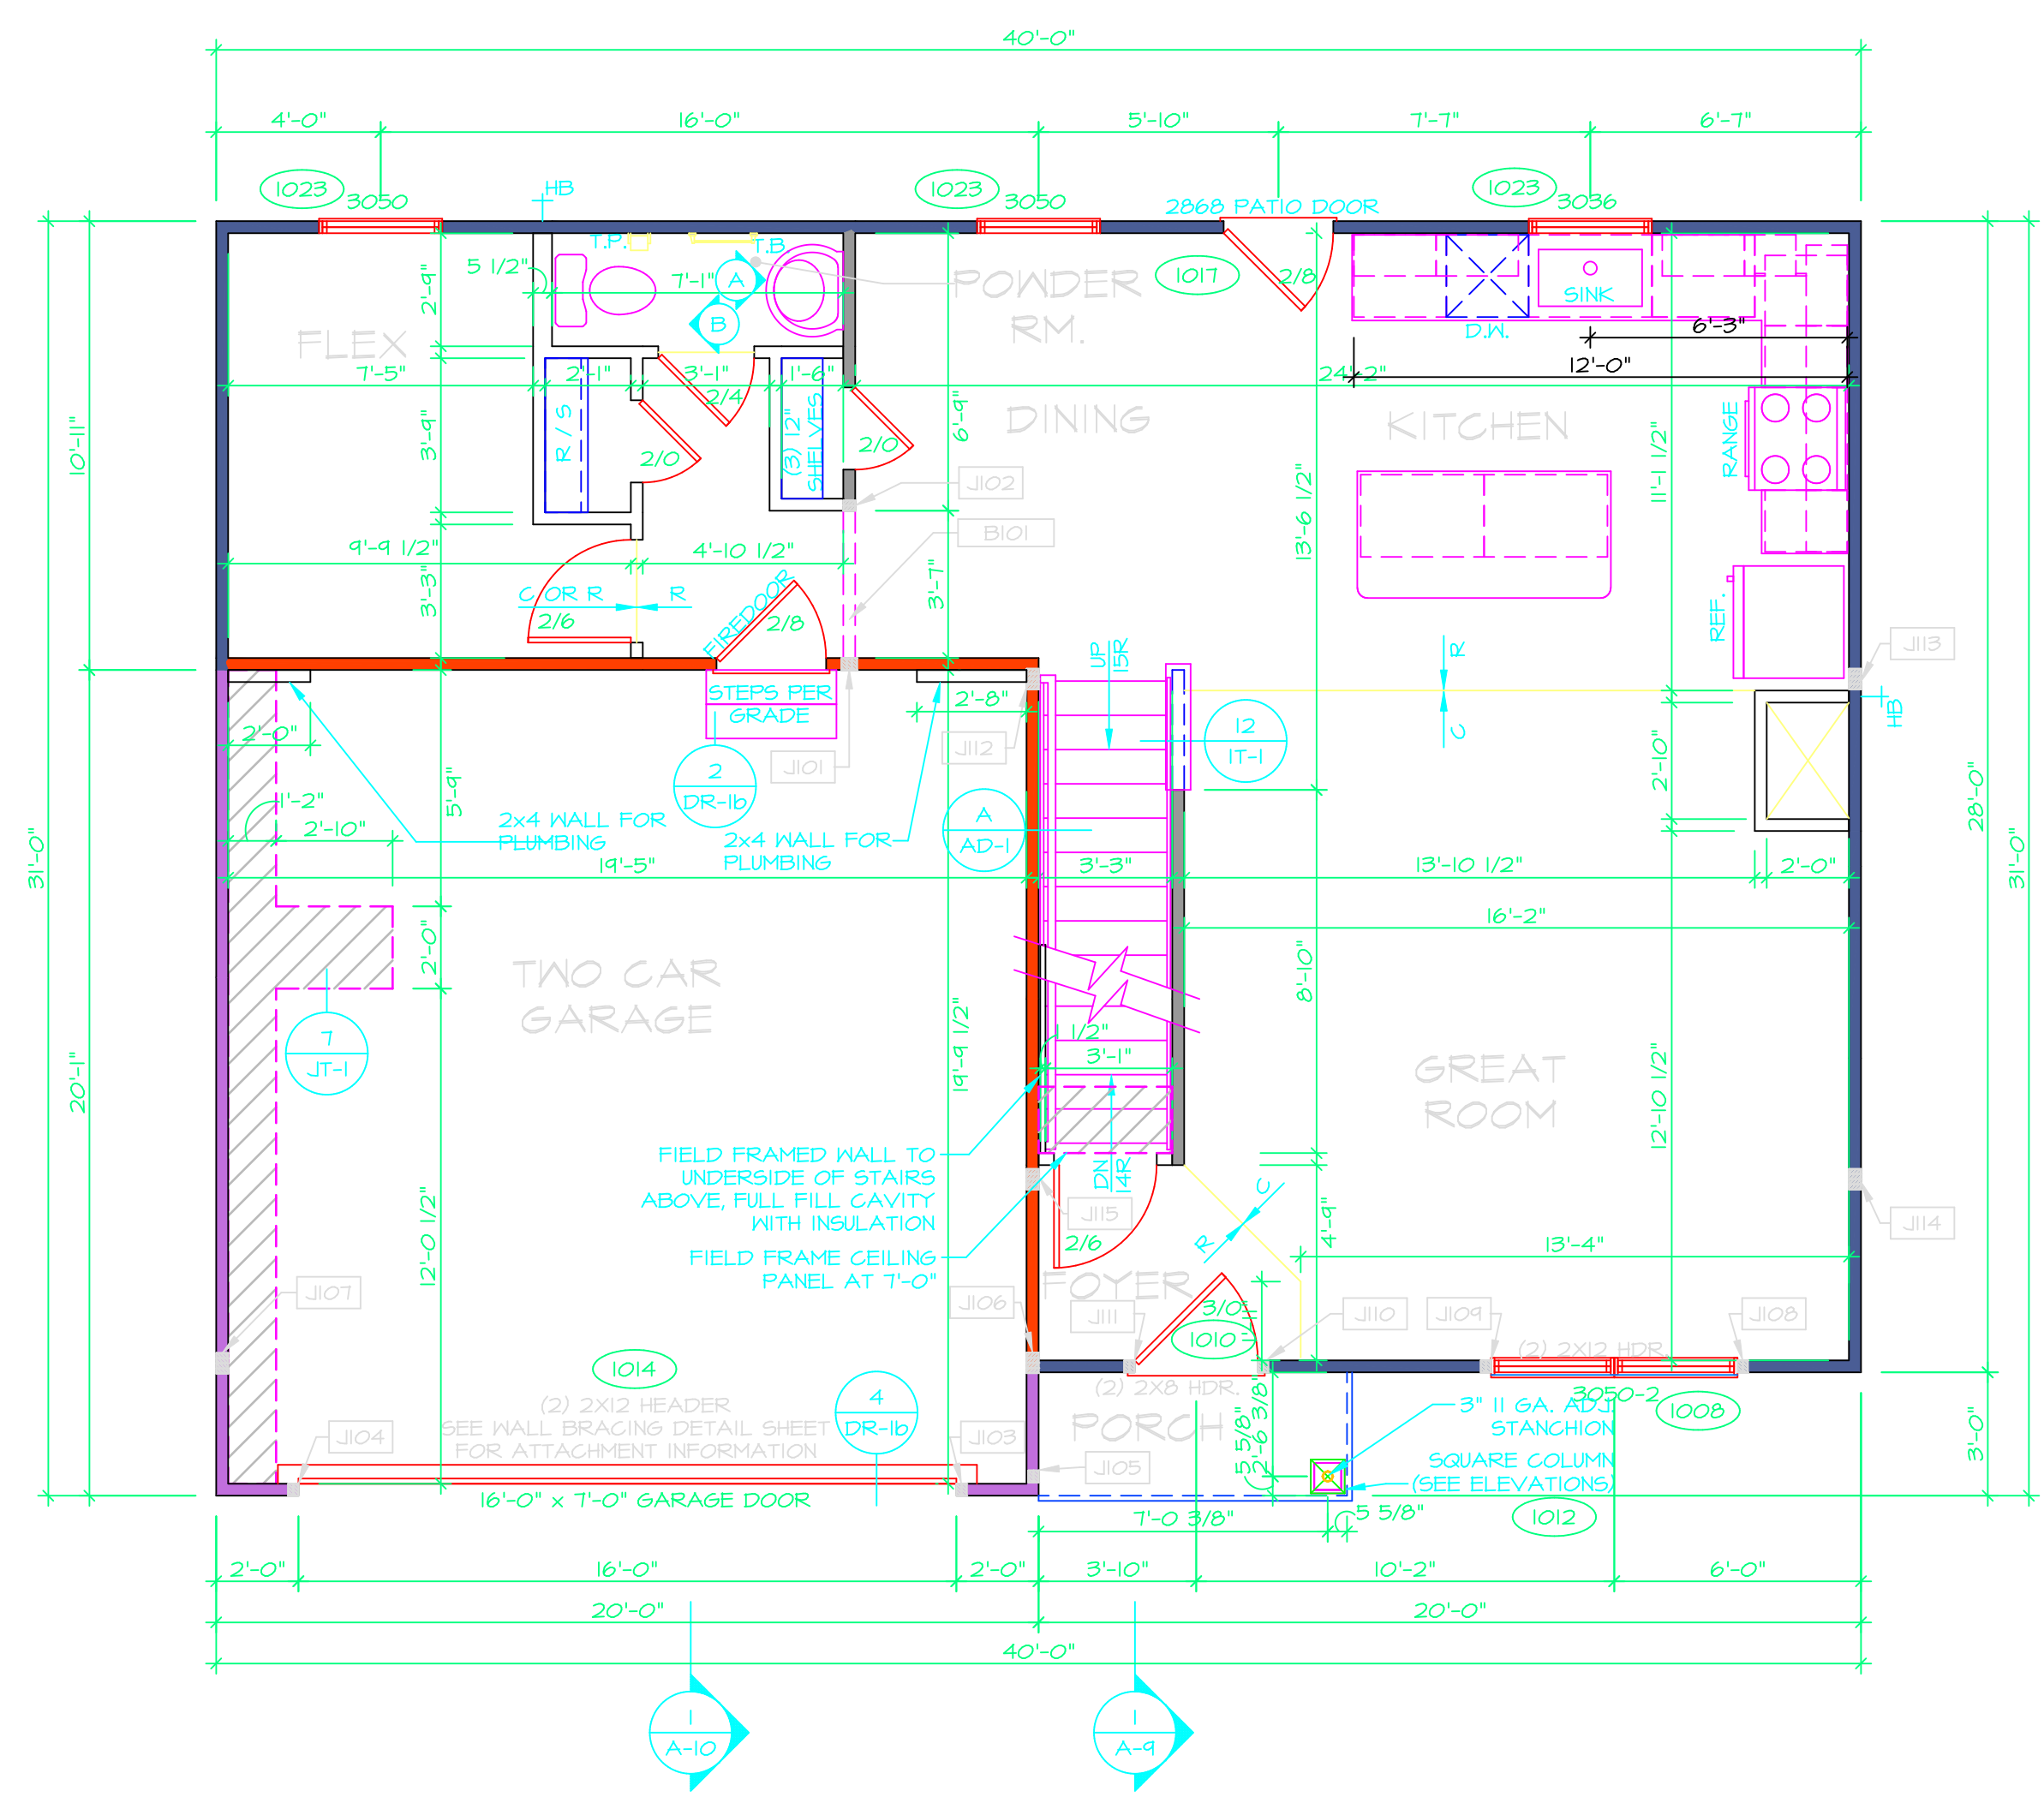 40'-0"
4'-0"
16'-0"
5'-10"
7'-7"
6'-7"
1023
3050
HB
1023
3050
2868 PATIO DOOR
1023
3036
T.P.
T.B.
5 1/2"
2'-9"
7'-1"
A
B
POWDER
RM.
1017
2/8
SINK
D.W.
6'-3"
12'-0"
FLEX
7'-5"
2'-1"
3'-1"
1'-6"
24'-2"
2/4
R / S
(3) 12"
SHELVES
2/0
2/0
3'-9"
6'-9"
DINING
KITCHEN
RANGE
11'-1 1/2"
13'-6 1/2"
10'-11"
J102
B101
9'-9 1/2"
4'-10 1/2"
3'-3"
3'-7"
C OR R
R
2/6
FIREDOOR
2/8
REF.
UP
15R
R
C
J113
HB
STEPS PER
GRADE
2'-8"
2'-0"
J101
J112
2
DR-1b
12
IT-1
2'-10"
28'-0"
31'-0"
31'-0"
5'-9"
1'-2"
2'-10"
2x4 WALL FOR
PLUMBING
2x4 WALL FOR
PLUMBING
A
AD-1
19'-5"
3'-3"
13'-10 1/2"
2'-0"
16'-2"
TWO CAR
GARAGE
2'-0"
8'-10"
7
JT-1
20'-1"
19'-9 1/2"
1 1/2"
3'-1"
GREAT
ROOM
12'-10 1/2"
FIELD FRAMED WALL TO
UNDERSIDE OF STAIRS
ABOVE, FULL FILL CAVITY
WITH INSULATION
FIELD FRAME CEILING
PANEL AT 7'-0"
DN
14R
J115
2/6
C
R
4'-9"
13'-4"
J114
12'-0 1/2"
FOYER
J107
J106
J111
3/0
1010
J110
J109
J108
(2) 2X12 HDR.
1014
(2) 2X12 HEADER
SEE WALL BRACING DETAIL SHEET
FOR ATTACHMENT INFORMATION
4
DR-1b
(2) 2X8 HDR.
PORCH
3050-2
1008
3" 11 GA. ADJ.
STANCHION
SQUARE COLUMN
(SEE ELEVATIONS)
5 5/8"
2'-6 3/8"
J104
J103
J105
16'-0" x 7'-0" GARAGE DOOR
7'-0 3/8"
5 5/8"
1012
3'-0"
2'-0"
16'-0"
2'-0"
3'-10"
10'-2"
6'-0"
20'-0"
20'-0"
40'-0"
1
A-10
1
A-9